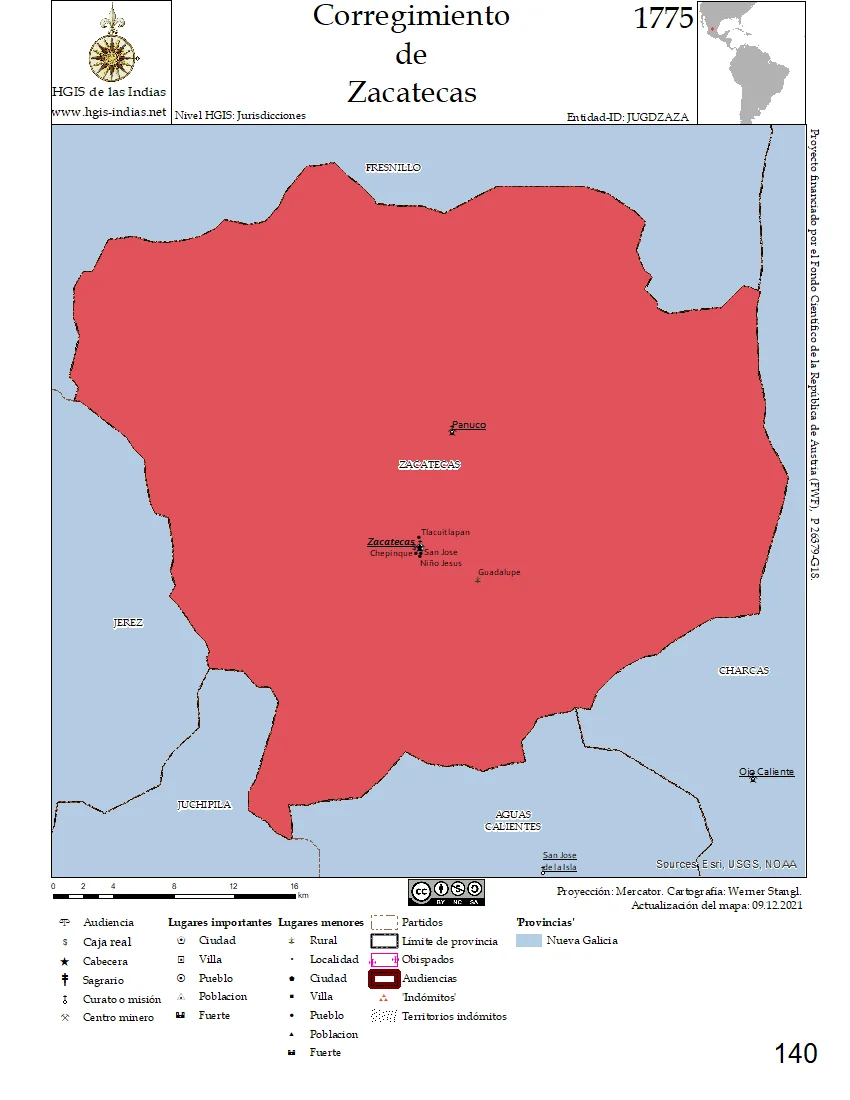 Corregimiento
de
Zacatecas
1775
HGIS de las Indias
www.hgis-indias.net
Nivel HGIS: Jurisdicciones
Entidad-ID: JUGDZAZA
Proyecto financiado por el Fondo Científico de la República de Austria (FWF), P 26379-G18.
FRESNILLO
Panuco
ZACATECAS
Tlacuitlapan
Zacatecas
Chepinque
San Jose
Niño Jesus
Guadalupe
JEREZ
CHARCAS
Ojo Caliente
JUCHIPILA
AGUAS
CALIENTES
San Jose
de la Isla
Sources: Esri, USGS, NOAA
0 2 4 8 12 16
km
CC BY NC SA
Proyección: Mercator. Cartografía: Werner Stangl.
Actualización del mapa: 09.12.2021
Audiencia
Caja real
Cabecera
Sagrario
Curato o misión
Centro minero
Lugares importantes
Ciudad
Villa
Pueblo
Poblacion
Fuerte
Lugares menores
Rural
Localidad
Ciudad
Villa
Pueblo
Poblacion
Fuerte
Partidos
Límite de provincia
Obispados
Audiencias
'Indómitos'
Territorios indómitos
'Provincias'
Nueva Galicia
140